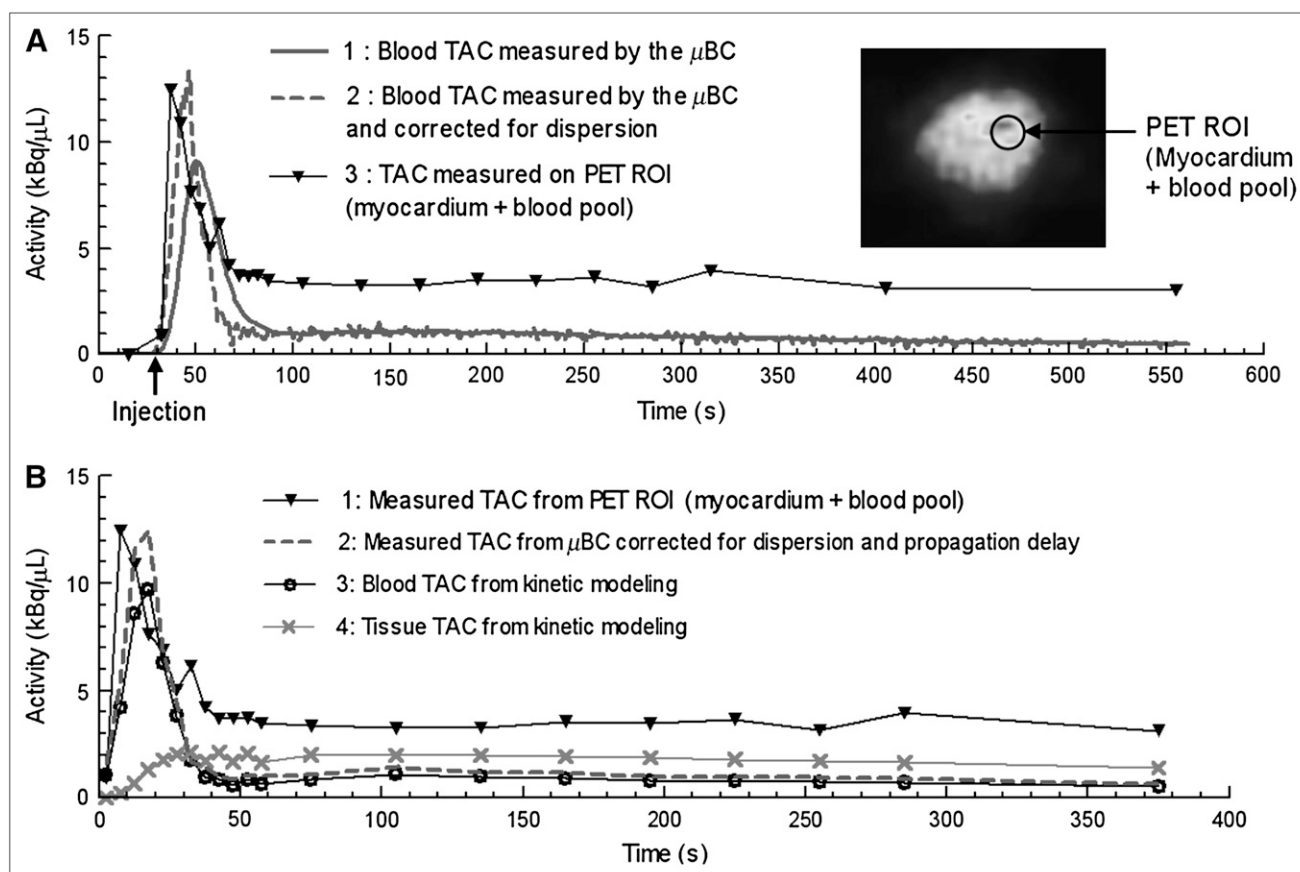 A
15
10
5
0
Activity (kBq/μL)
1 : Blood TAC measured by the μBC
2 : Blood TAC measured by the μBC
and corrected for dispersion
3 : TAC measured on PET ROI
(myocardium + blood pool)
PET ROI
(Myocardium
+ blood pool)
0 50 100 150 200 250 300 350 400 450 500 550 600
Injection
Time (s)
B
15
10
5
0
Activity (kBq/μL)
1: Measured TAC from PET ROI (myocardium + blood pool)
2: Measured TAC from μBC corrected for dispersion and propagation delay
3: Blood TAC from kinetic modeling
4: Tissue TAC from kinetic modeling
0 50 100 150 200 250 300 350 400
Time (s)